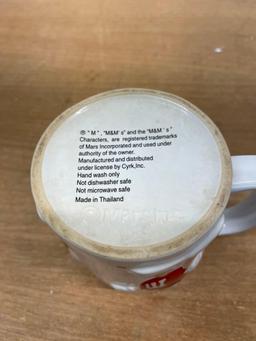 ® " M ", "M&M' s" and the "M&M ' s "
Characters, are registered trademarks
of Mars Incorporated and used under
authority of the owner.
Manufactured and distributed
under license by Cyrk,Inc.
Hand wash only
Not dishwasher safe
Not microwave safe
Made in Thailand